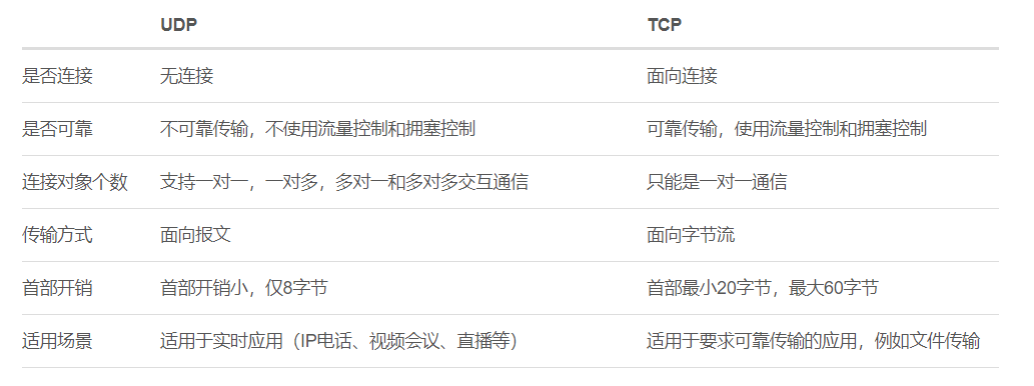 UDP TCP
是否连接 无连接 面向连接
是否可靠 不可靠传输，不使用流量控制和拥塞控制 可靠传输，使用流量控制和拥塞控制
连接对象个数 支持一对一，一对多，多对一和多对多交互通信 只能是一对一通信
传输方式 面向报文 面向字节流
首部开销 首部开销小，仅8字节 首部最小20字节，最大60字节
适用场景 适用于实时应用（IP电话、视频会议、直播等） 适用于要求可靠传输的应用，例如文件传输